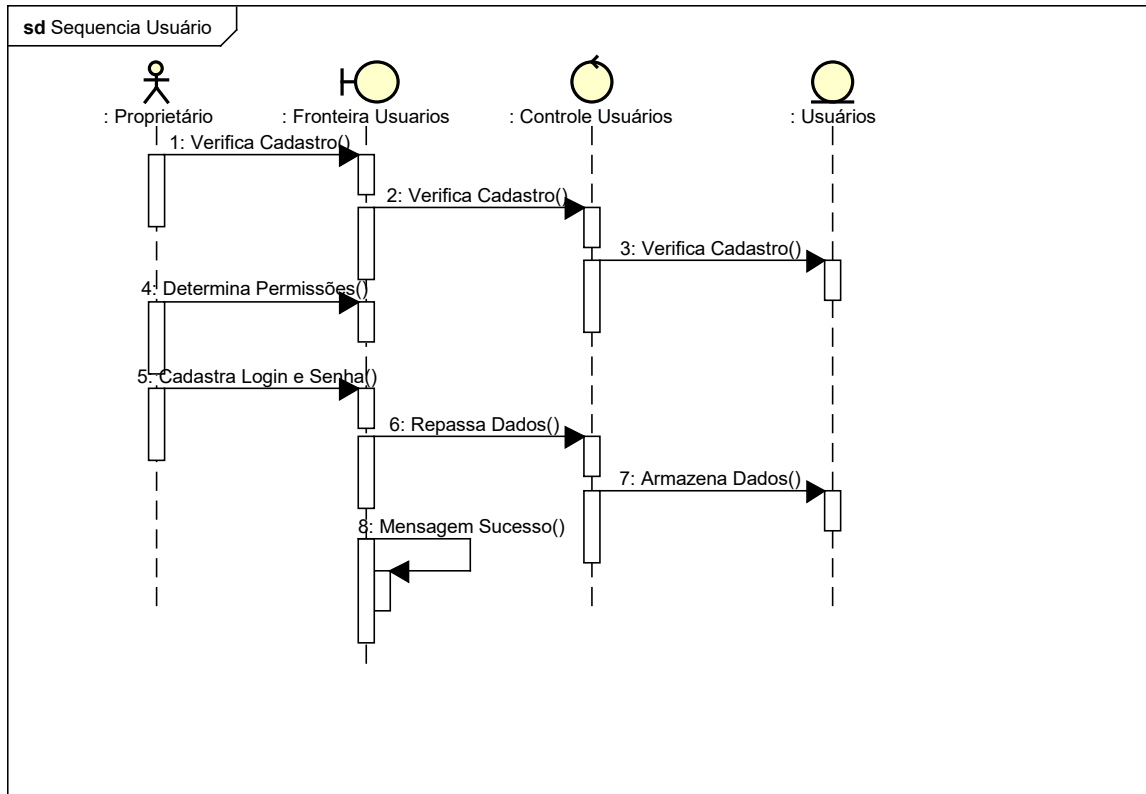 sd Sequencia Usuário
: Proprietário
: Fronteira Usuarios
: Controle Usuários
: Usuários
1: Verifica Cadastro()
2: Verifica Cadastro()
3: Verifica Cadastro()
4: Determina Permissões()
5: Cadastra Login e Senha()
6: Repassa Dados()
7: Armazena Dados()
8: Mensagem Sucesso()